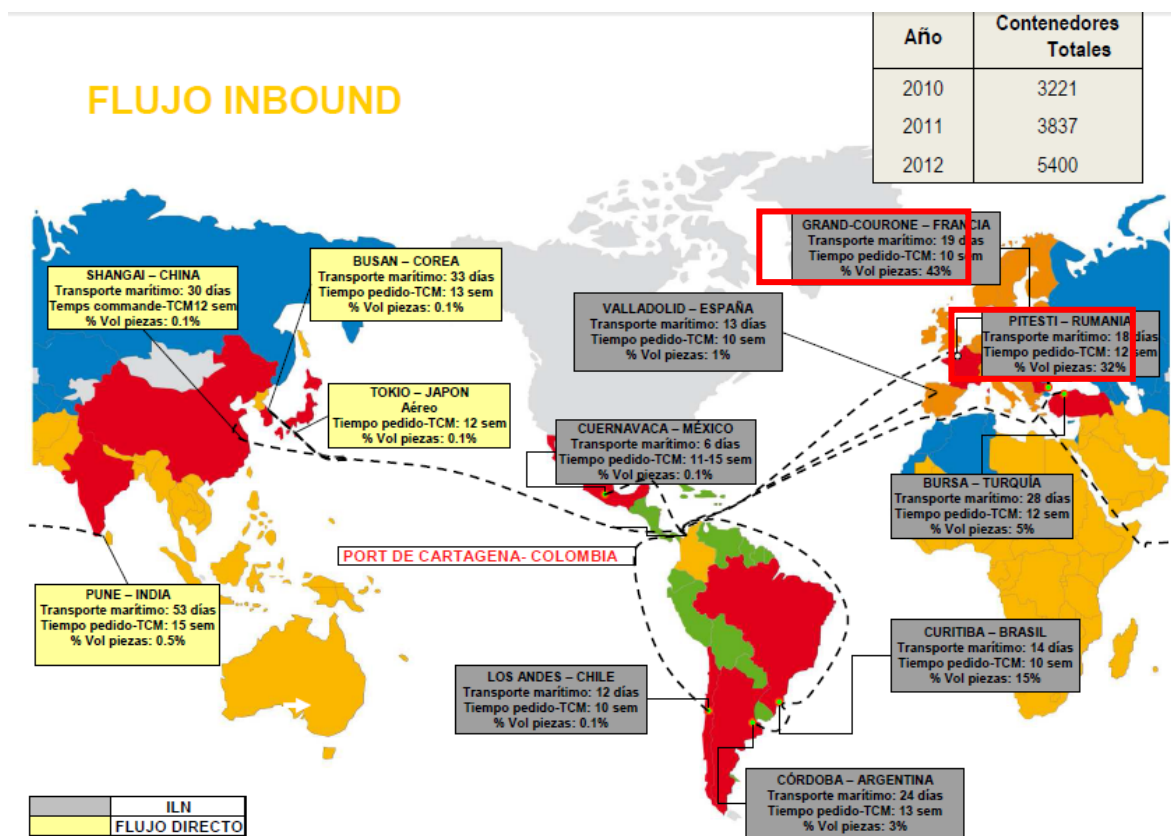 Año
Contenedores
Totales
2010
3221
2011
3837
2012
5400
FLUJO INBOUND
GRAND-COURONE – FRANCIA
Transporte marítimo: 19 días
Tiempo pedido-TCM: 10 sem
% Vol piezas: 43%
BUSAN – COREA
Transporte marítimo: 33 días
Tiempo pedido-TCM: 13 sem
% Vol piezas: 0.1%
SHANGAI – CHINA
Transporte marítimo: 30 días
Temps commande-TCM12 sem
% Vol piezas: 0.1%
VALLADOLID – ESPAÑA
Transporte marítimo: 13 días
Tiempo pedido-TCM: 10 sem
% Vol piezas: 1%
PITESTI – RUMANIA
Transporte marítimo: 18 días
Tiempo pedido-TCM: 12 sem
% Vol piezas: 32%
TOKIO – JAPON
Aéreo
Tiempo pedido-TCM: 12 sem
% Vol piezas: 0.1%
CUERNAVACA – MÉXICO
Transporte marítimo: 6 días
Tiempo pedido-TCM: 11-15 sem
% Vol piezas: 0.1%
BURSA – TURQUÍA
Transporte marítimo: 28 días
Tiempo pedido-TCM: 12 sem
% Vol piezas: 5%
PORT DE CARTAGENA- COLOMBIA
PUNE – INDIA
Transporte marítimo: 53 días
Tiempo pedido-TCM: 15 sem
% Vol piezas: 0.5%
CURITIBA – BRASIL
Transporte marítimo: 14 días
Tiempo pedido-TCM: 10 sem
% Vol piezas: 15%
LOS ANDES – CHILE
Transporte marítimo: 12 días
Tiempo pedido-TCM: 10 sem
% Vol piezas: 0.1%
CÓRDOBA – ARGENTINA
Transporte marítimo: 24 días
Tiempo pedido-TCM: 13 sem
% Vol piezas: 3%
ILN
FLUJO DIRECTO